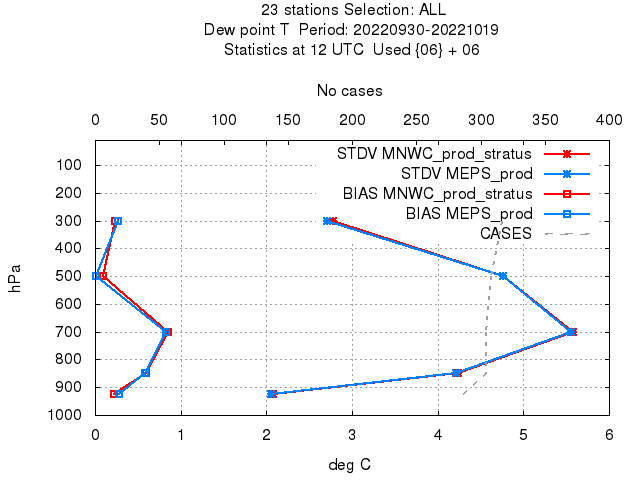 23 stations Selection: ALL
Dew point T  Period: 20220930-20221019
Statistics at 12 UTC  Used {06} + 06
No cases
0 50 100 150 200 250 300 350 400
STDV MNWC_prod_stratus
STDV MEPS_prod
BIAS MNWC_prod_stratus
BIAS MEPS_prod
CASES
hPa
100
200
300
400
500
600
700
800
900
1000
0 1 2 3 4 5 6
deg C